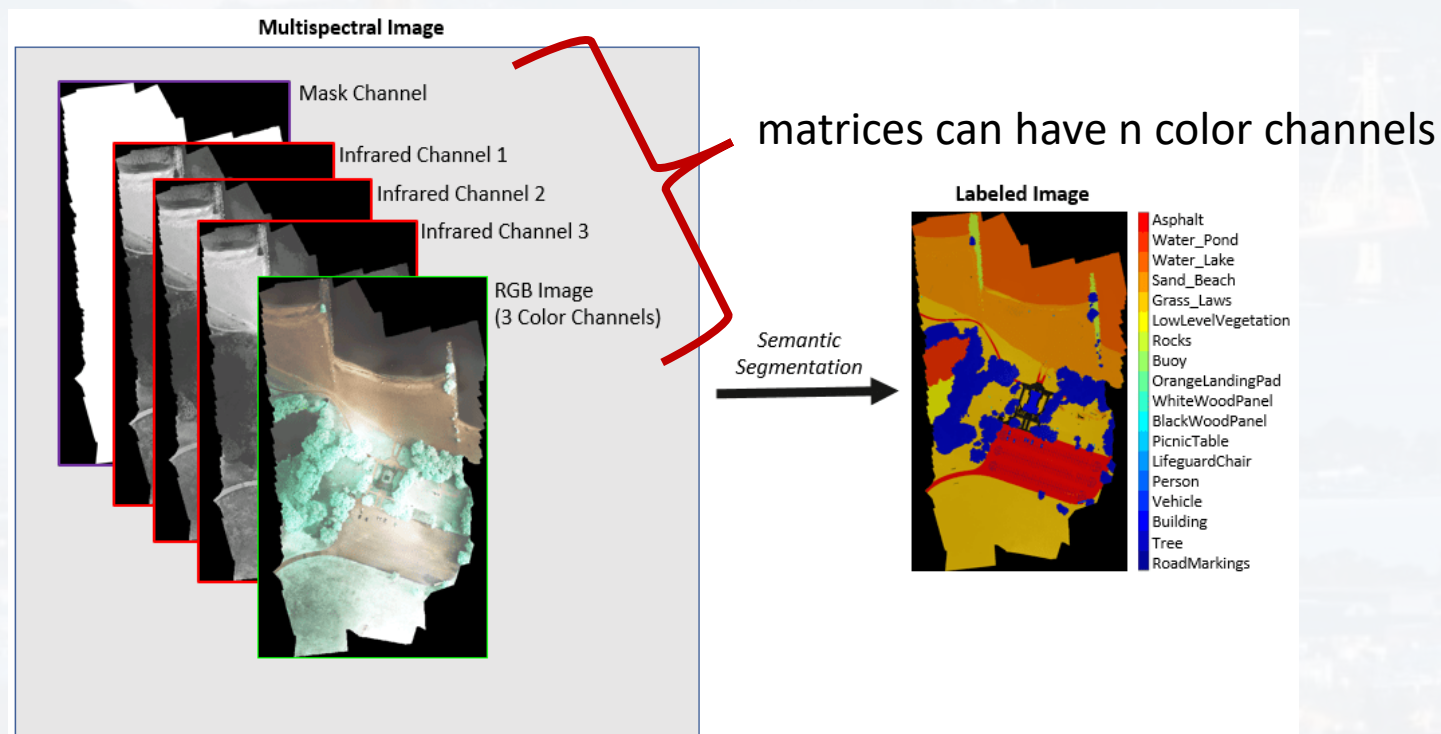 Multispectral Image
Mask Channel
Infrared Channel 1
Infrared Channel 2
Infrared Channel 3
RGB Image
(3 Color Channels)
matrices can have n color channels
Semantic
Segmentation
Labeled Image
Asphalt
Water_Pond
Water_Lake
Sand_Beach
Grass_Laws
LowLevelVegetation
Rocks
Buoy
OrangeLandingPad
WhiteWoodPanel
BlackWoodPanel
PicnicTable
LifeguardChair
Person
Vehicle
Building
Tree
RoadMarkings